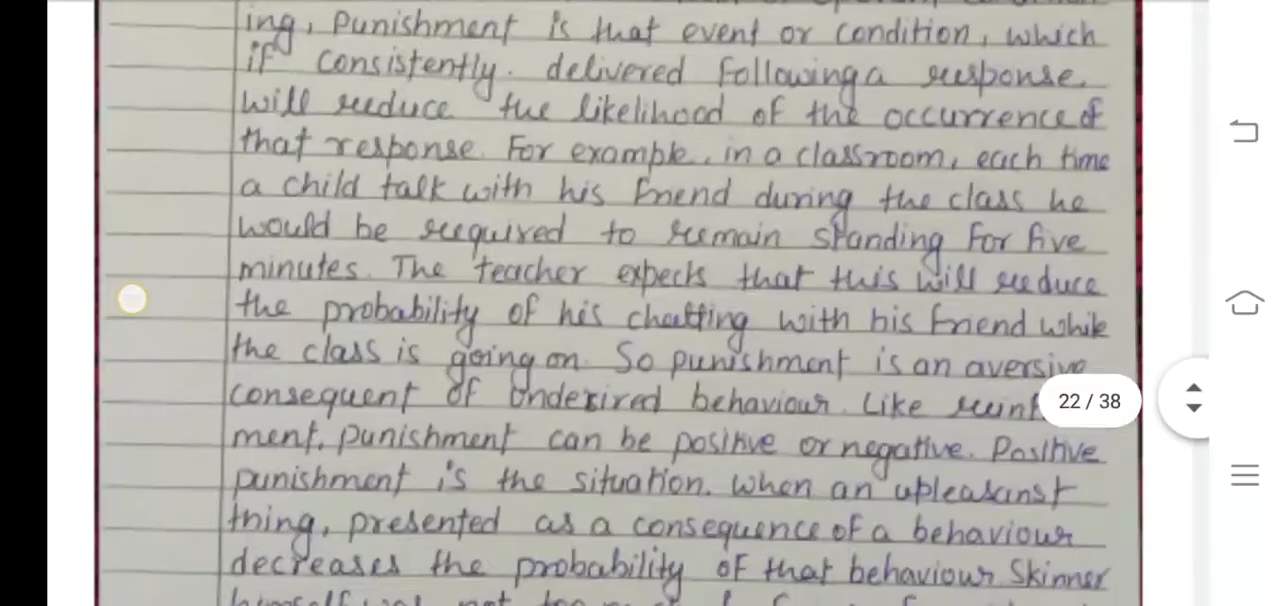 ing, punishment is that event or condition, which
if consistently. delivered following a response.
will reduce the likelihood of the occurrence of
that response. For example, in a classroom, each time
a child talk with his friend during the class he
would be required to remain standing for five
minutes. The teacher expects that this will reduce
the probability of his chatting with his friend while
the class is going on. So punishment is an aversive
consequent of undesired behaviour. Like
22 / 38
ment, punishment can be positive or negative. Positive
punishment is the situation, when an upleasanst
thing, presented as a consequence of a behaviour
decreases the probability of that behaviour Skinner
himself was not